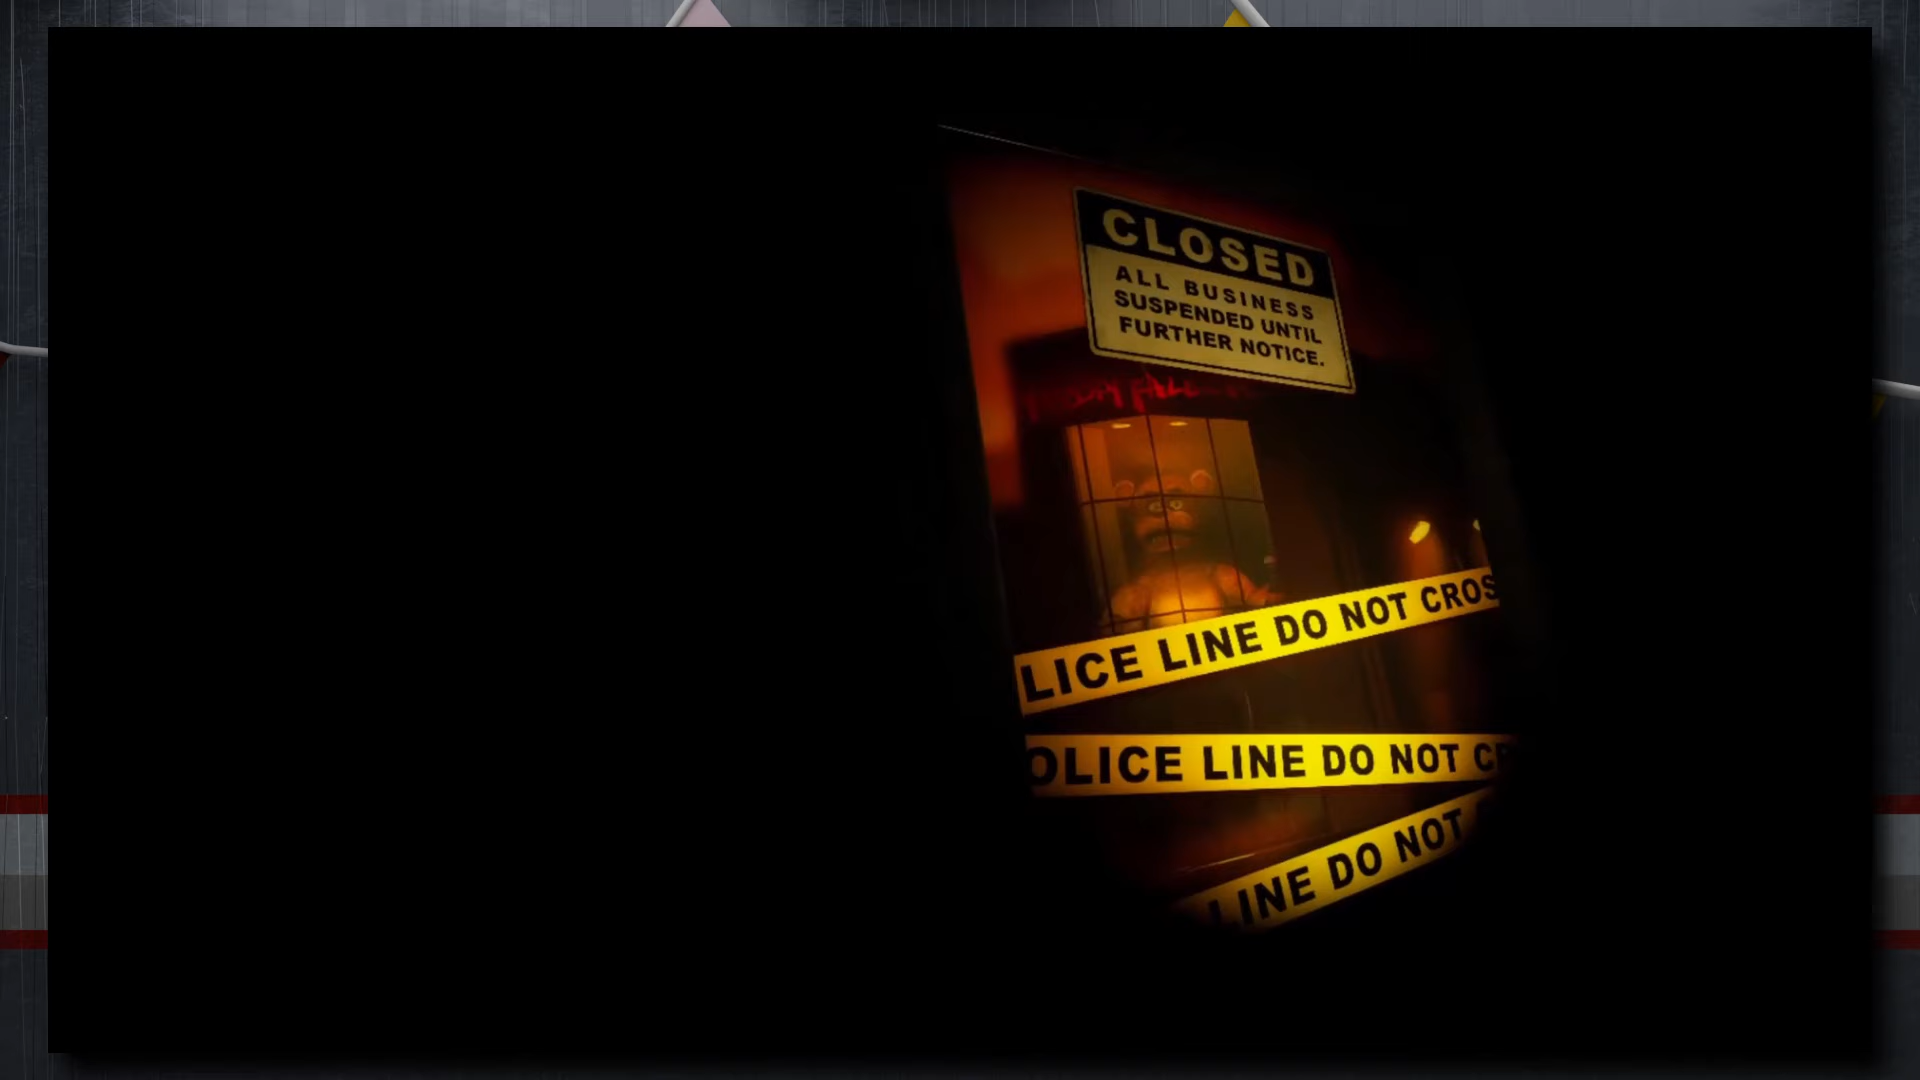 CLOSED
ALL BUSINESS
SUSPENDED UNTIL
FURTHER NOTICE.
LICE LINE DO NOT CROS
OLICE LINE DO NOT C
LINE DO NOT